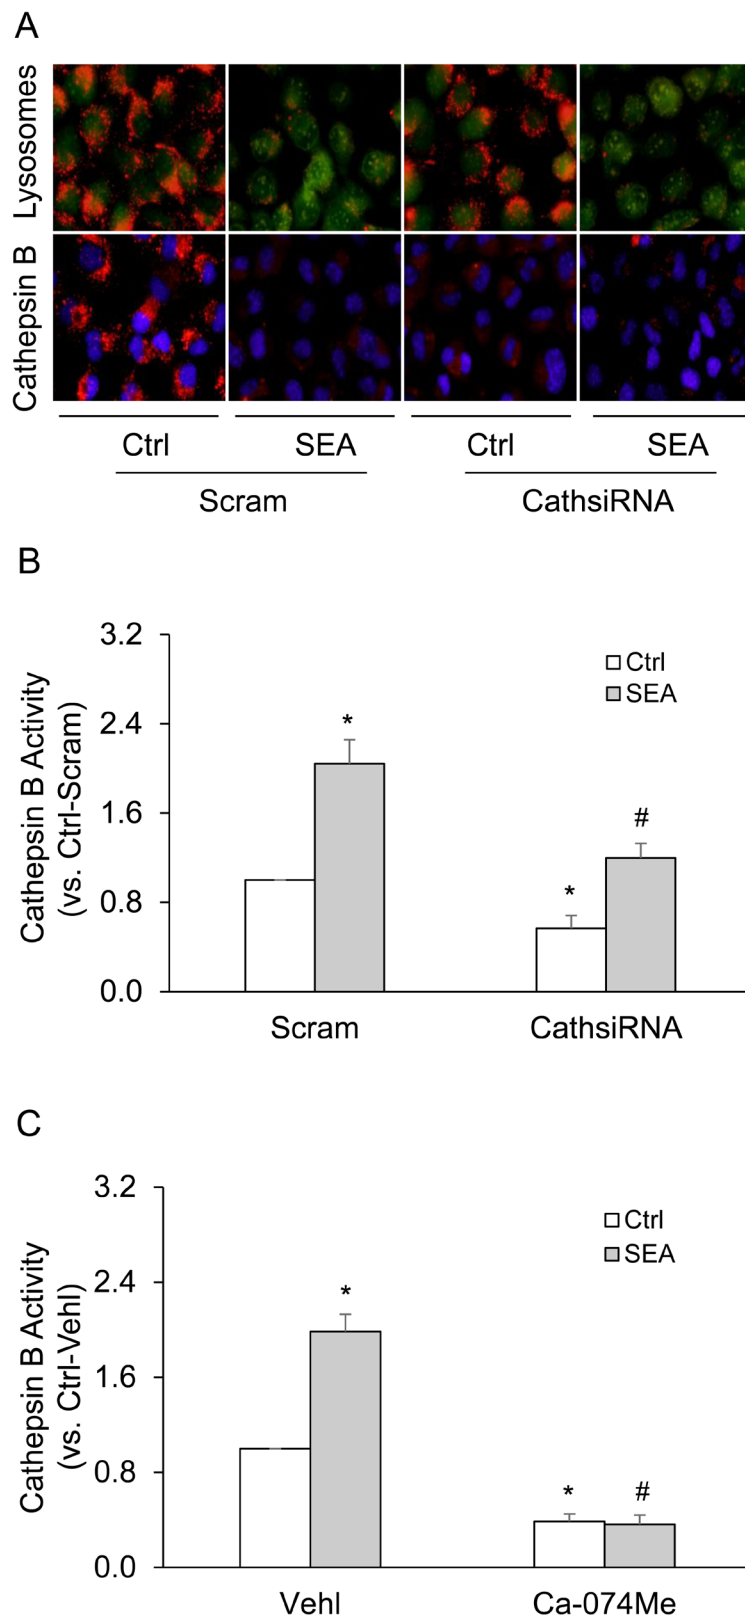 A
Lysosomes
Cathepsin B
Ctrl SEA Ctrl SEA
Scram CathsiRNA
B
Cathepsin B Activity
(vs. Ctrl-Scram)
3.2
2.4
1.6
0.8
0.0
Ctrl
SEA
*
*
#
Scram CathsiRNA
C
Cathepsin B Activity
(vs. Ctrl-Vehl)
3.2
2.4
1.6
0.8
0.0
Ctrl
SEA
*
*
#
Vehl Ca-074Me